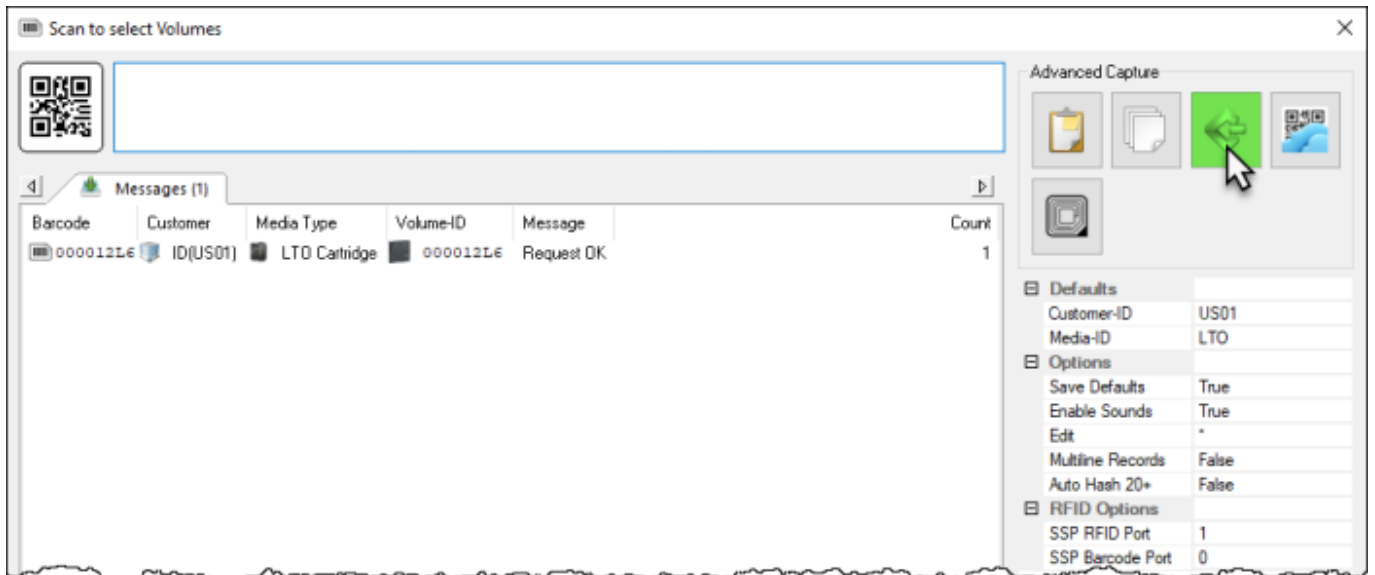 Scan to select Volumes
Advanced Capture
Messages (1)
Barcode Customer Media Type Volume-ID Message Count
000012L6 ID(US01) LTO Cartridge 000012L6 Request OK 1
Defaults
Customer-ID US01
Media-ID LTO
Options
Save Defaults True
Enable Sounds True
Edit *
Multiline Records False
Auto Hash 20+ False
RFID Options
SSP RFID Port 1
SSP Barcode Port 0